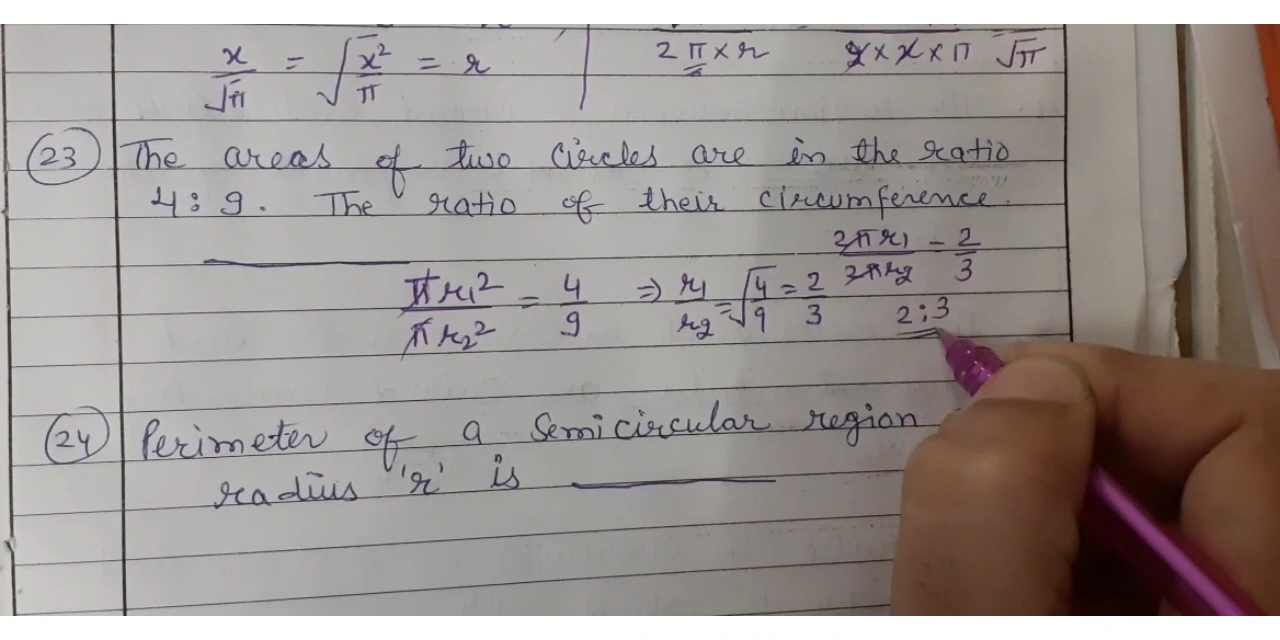 x/√π = √(x²/π) = r
2π×r 2×x×π √π
23 The areas of two circles are in the ratio
4:9. The ratio of their circumference.
2πr₁/2πr₂ = 2/3
πr₁²/πr₂² = 4/9 ⇒ r₁/r₂ = √(4/9) = 2/3
2:3
24 Perimeter of a semicircular region
radius 'r' is